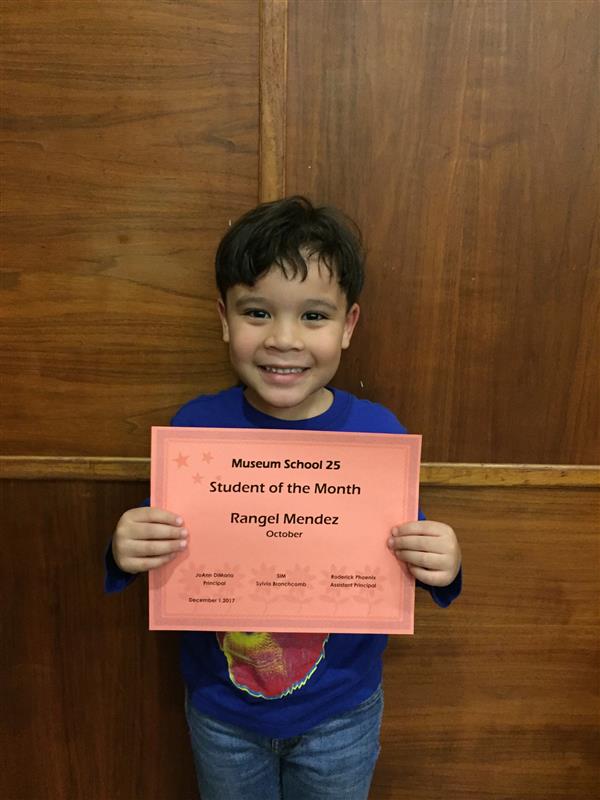 Museum School 25
Student of the Month
Rangel Mendez
October
JoAnn DiMaria SIM Roderick Phoenix
Principal Sylvia Branchcomb Assistant Principal
December 1,2017